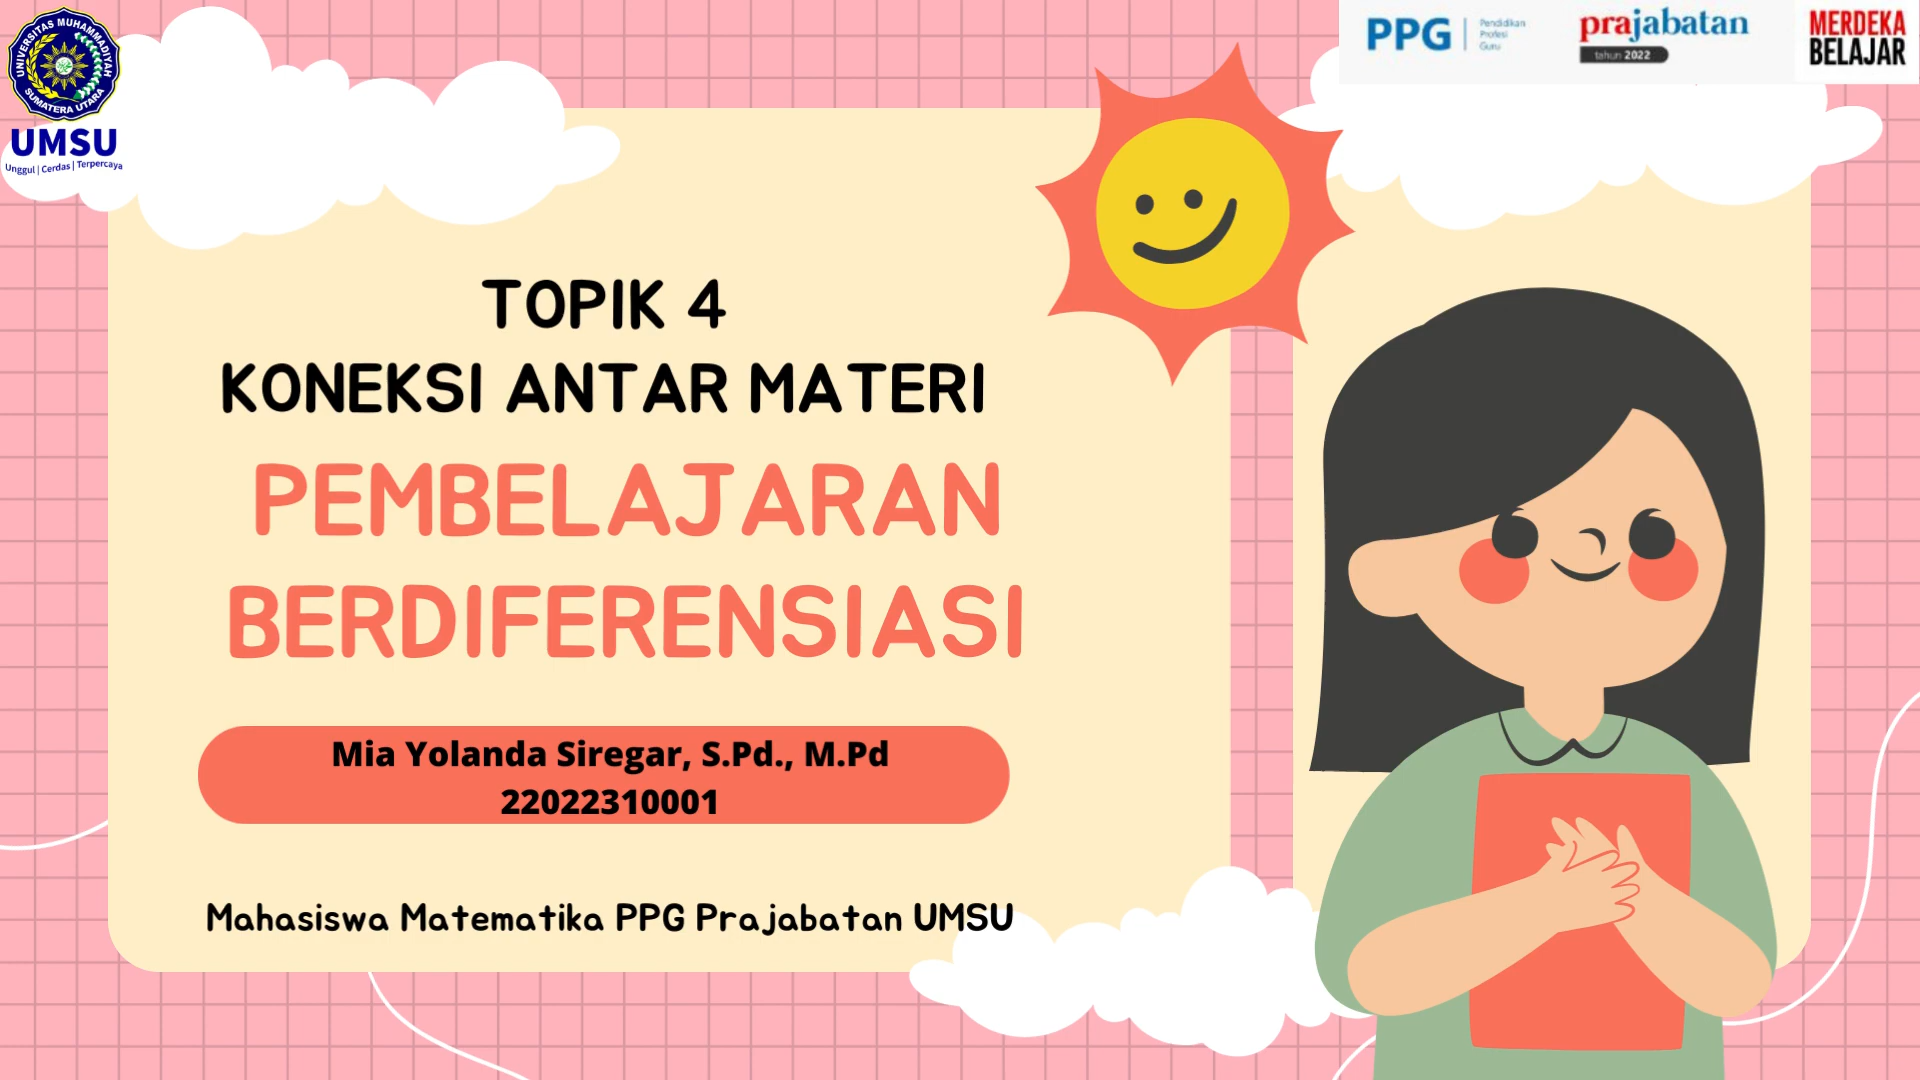 UNIVERSITAS MUHAMMADIYAH
SUMATERA UTARA
UMSU
Unggul | Cerdas | Terpercaya
PPG
Pendidikan
Profesi
Guru
prajabatan
tahun 2022
MERDEKA
BELAJAR
TOPIK 4
KONEKSI ANTAR MATERI
PEMBELAJARAN
BERDIFERENSIASI
Mia Yolanda Siregar, S.Pd., M.Pd
22022310001
Mahasiswa Matematika PPG Prajabatan UMSU